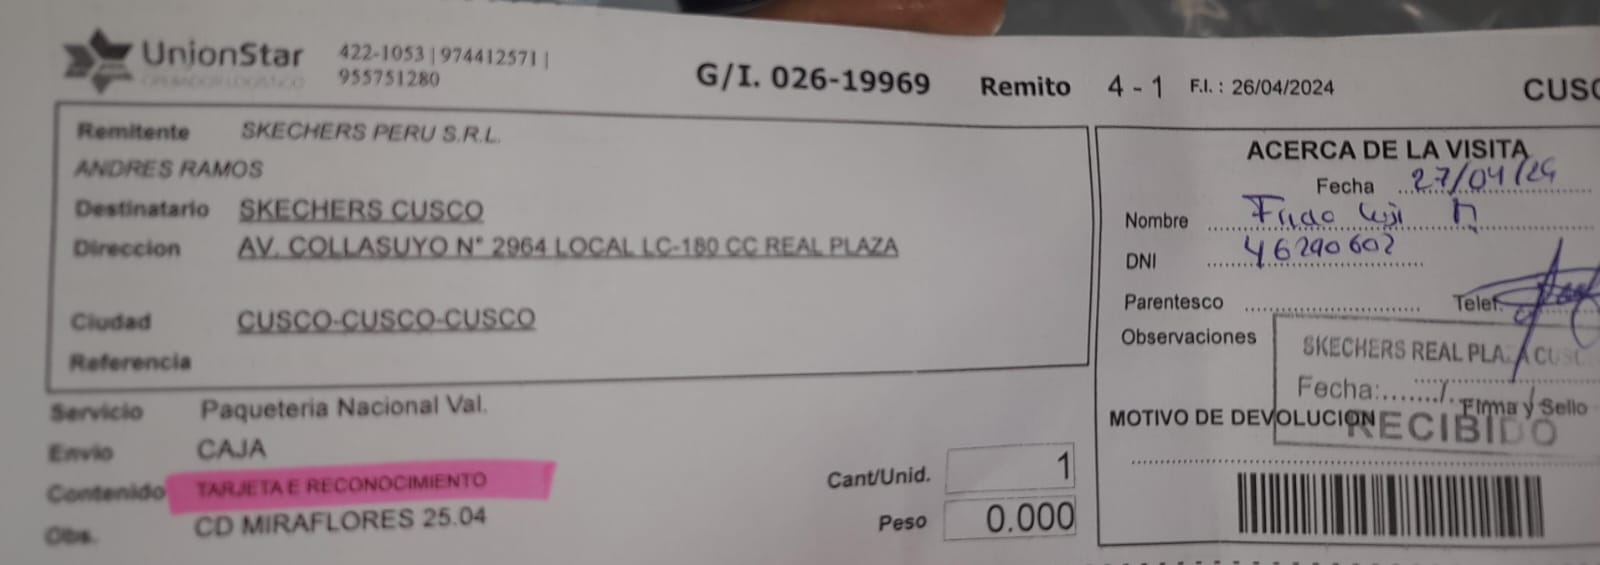 UnionStar
OPERADOR LOGISTICO
422-1053 | 974412571 |
955751280
G/I. 026-19969 Remito 4 - 1 F.I. : 26/04/2024 CUSC
Remitente SKECHERS PERU S.R.L.
ANDRES RAMOS
Destinatario SKECHERS CUSCO
Direccion AV. COLLASUYO N° 2964 LOCAL LC-180 CC REAL PLAZA
Ciudad CUSCO-CUSCO-CUSCO
Referencia
Servicio Paqueteria Nacional Val.
Envio CAJA
Contenido TARJETA E RECONOCIMIENTO
Obs. CD MIRAFLORES 25.04
Cant/Unid. 1
Peso 0.000
ACERCA DE LA VISITA
Fecha 27/04/24
Nombre
DNI 46290602
Parentesco Telef.
Observaciones
SKECHERS REAL PLAZA CUSC
Fecha:......./.
Firma y Sello
MOTIVO DE DEVOLUCION
RECIBIDO